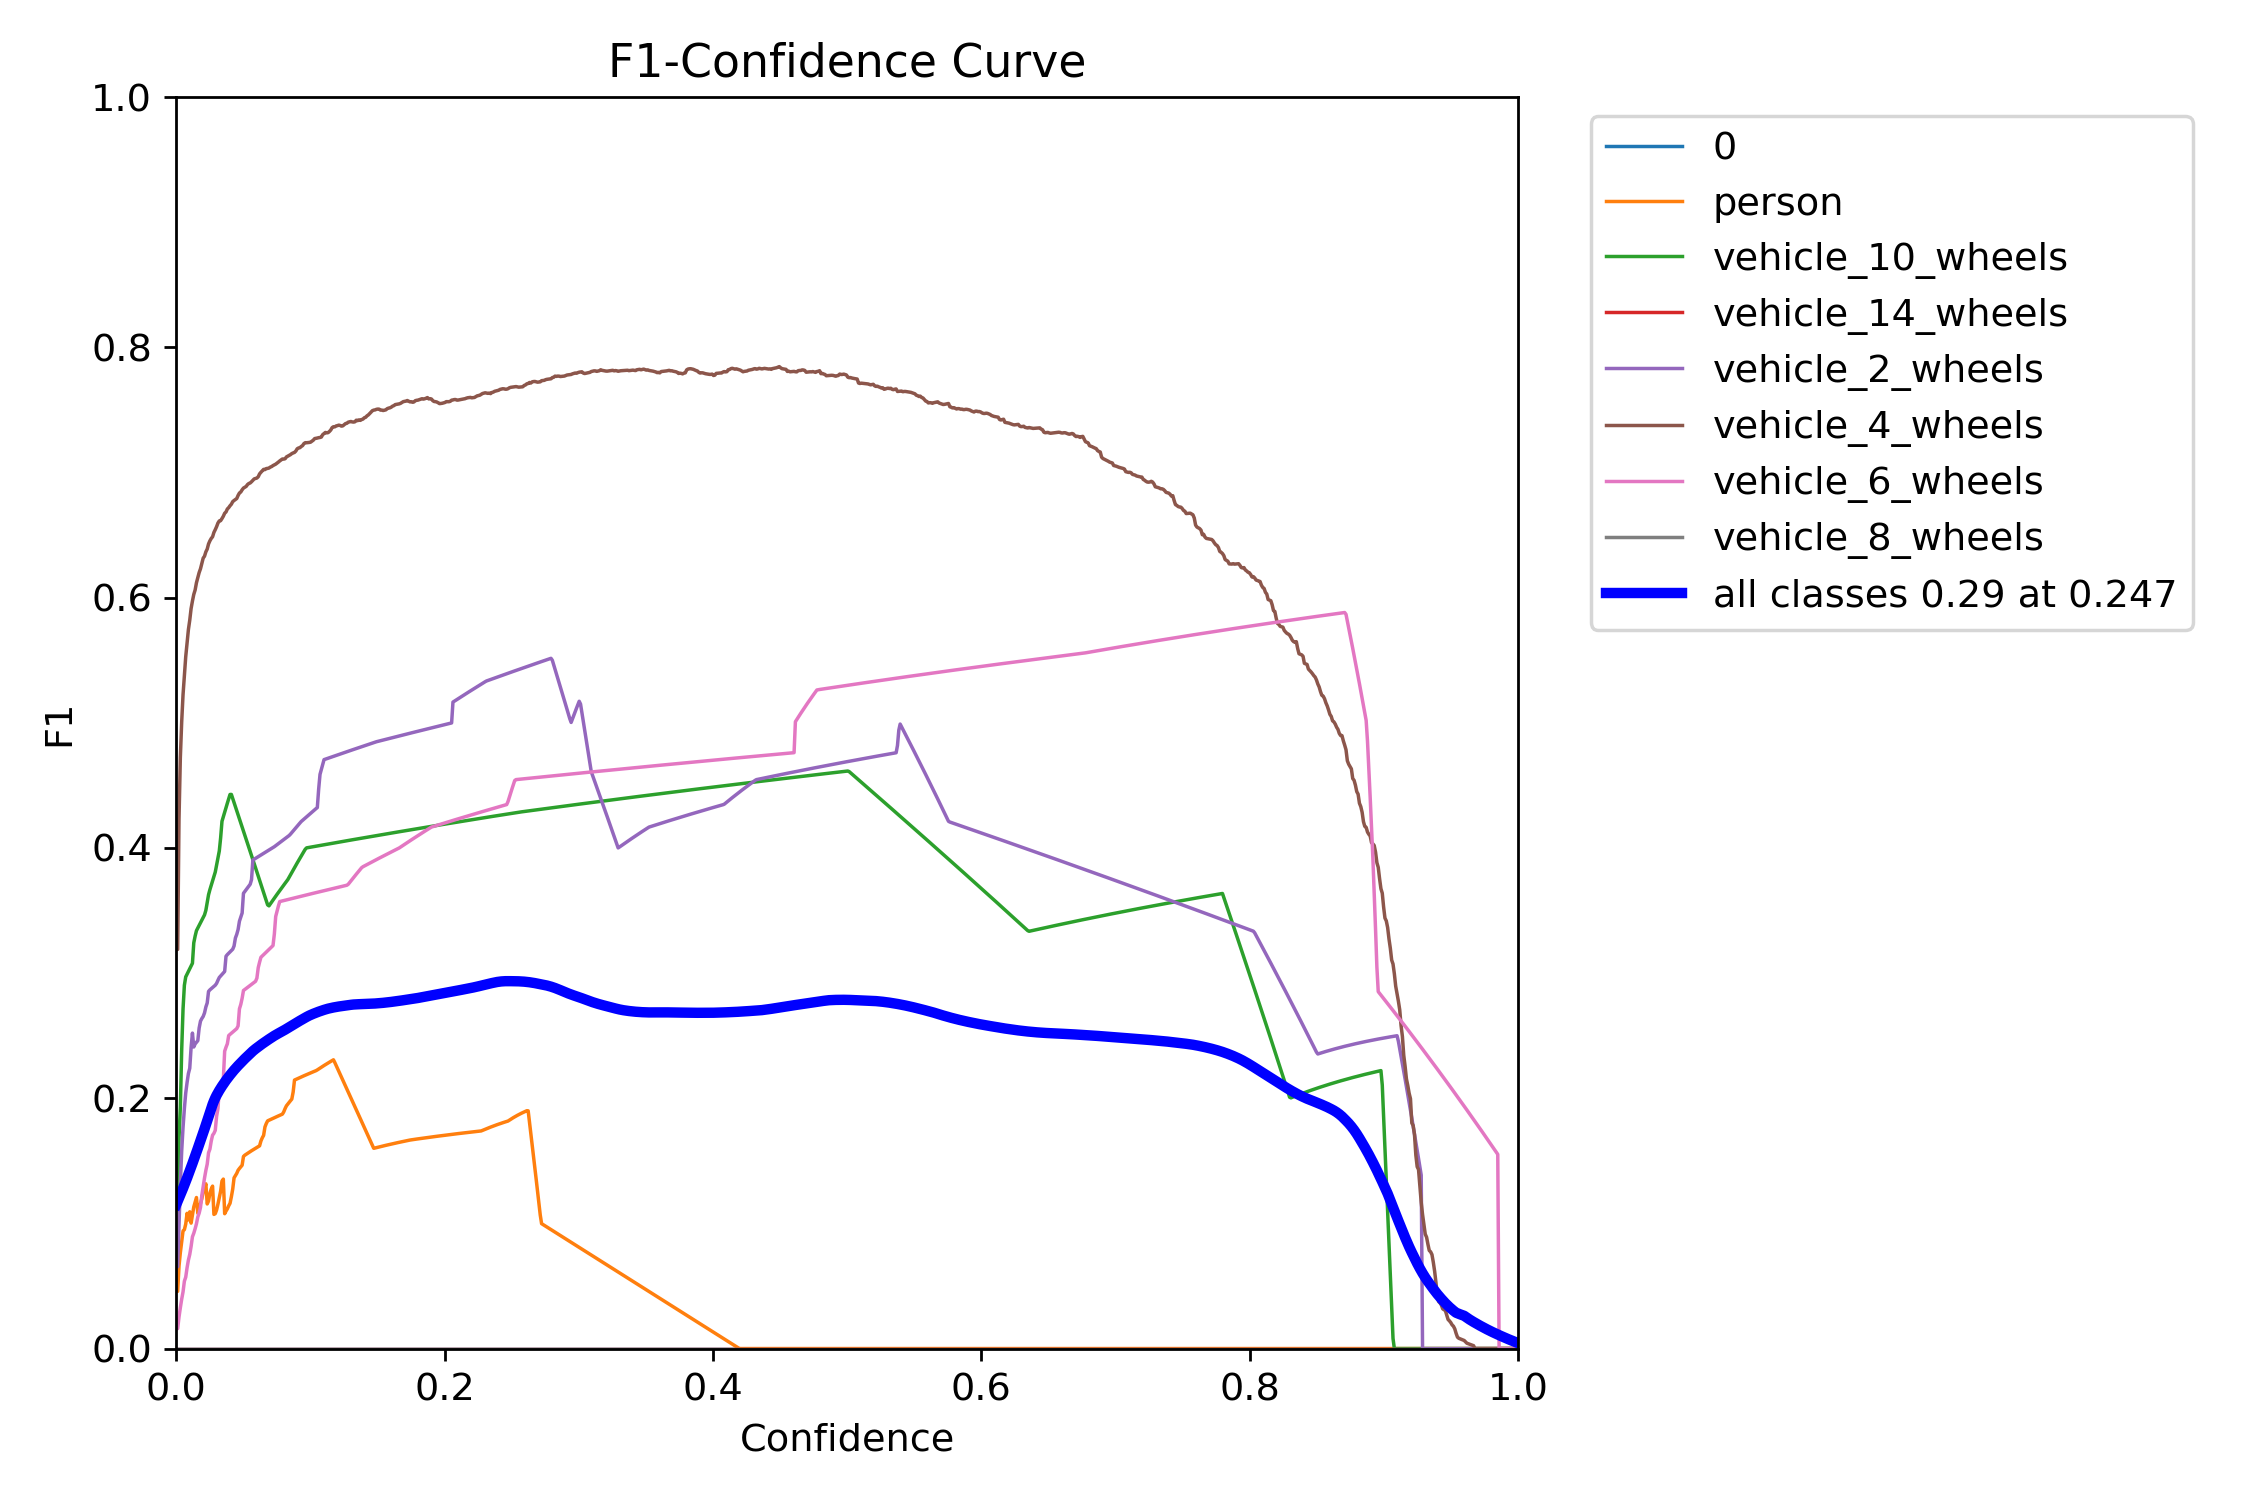 F1-Confidence Curve
1.0
0.8
0.6
0.4
0.2
0.0
F1
0.0 0.2 0.4 0.6 0.8 1.0
Confidence
0
person
vehicle_10_wheels
vehicle_14_wheels
vehicle_2_wheels
vehicle_4_wheels
vehicle_6_wheels
vehicle_8_wheels
all classes 0.29 at 0.247